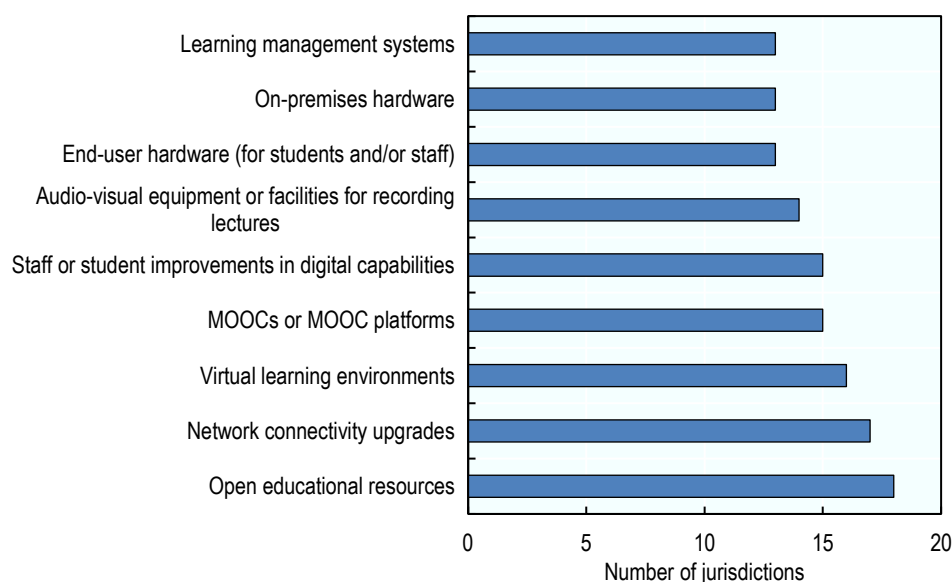 Learning management systems
On-premises hardware
End-user hardware (for students and/or staff)
Audio-visual equipment or facilities for recording
lectures
Staff or student improvements in digital capabilities
MOOCs or MOOC platforms
Virtual learning environments
Network connectivity upgrades
Open educational resources
0 5 10 15 20
Number of jurisdictions